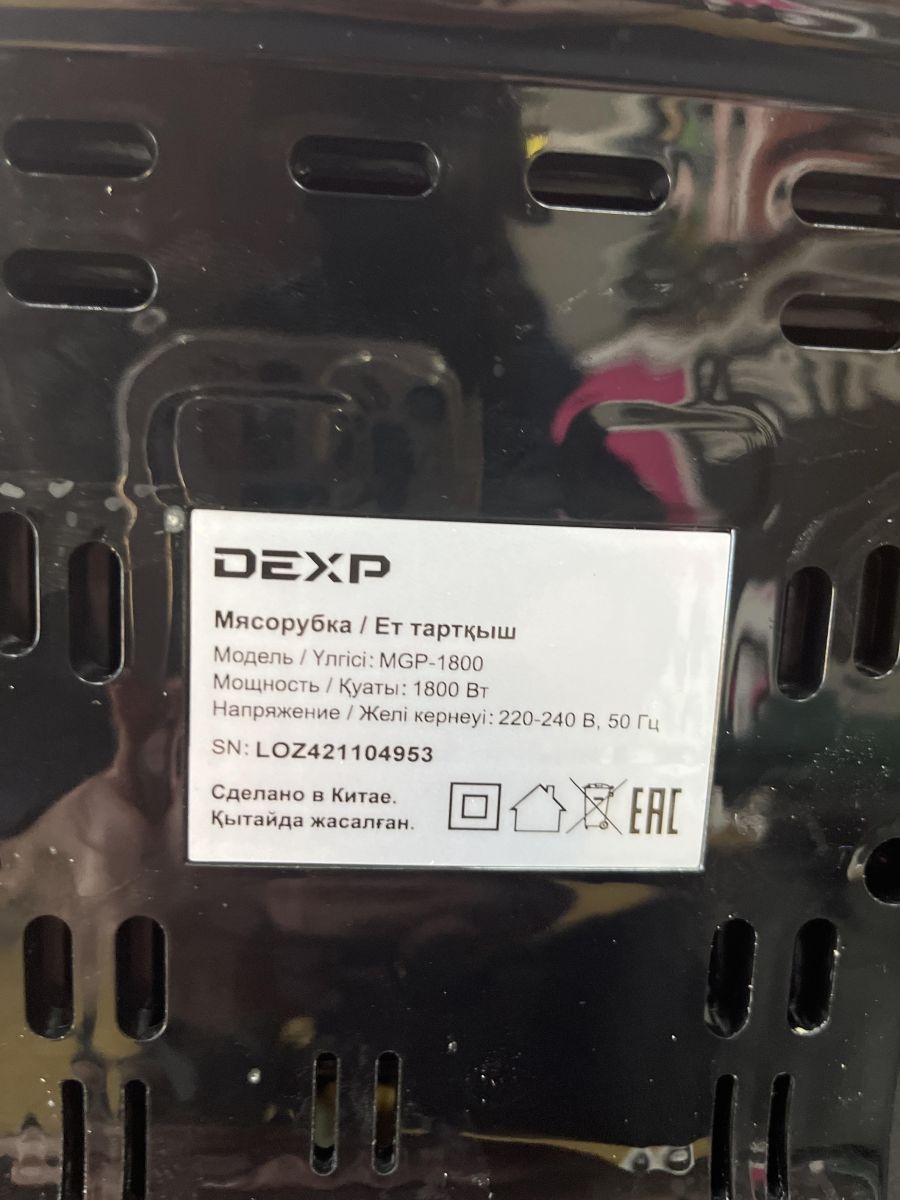 DEXP
Мясорубка / Ет тартқыш
Модель / Үлгісі: MGP-1800
Мощность / Қуаты: 1800 Вт
Напряжение / Желі кернеуі: 220-240 В, 50 Гц
SN: LOZ421104953
Сделано в Китае.
Қытайда жасалған.
EAC